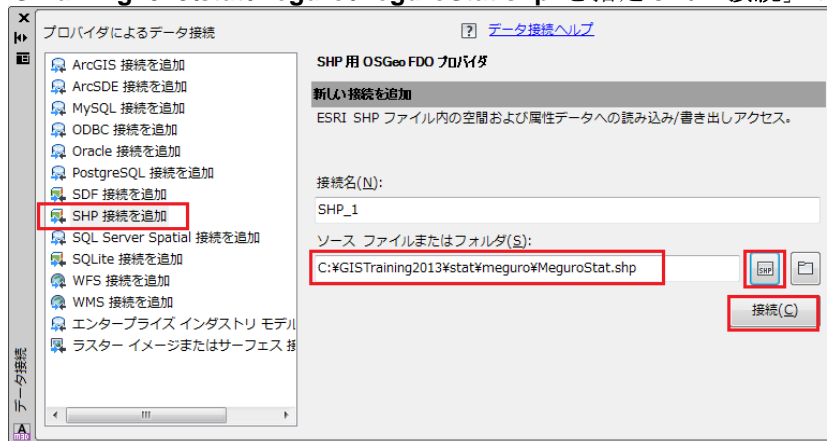 プロバイダによるデータ接続
データ接続ヘルプ
ArcGIS 接続を追加
ArcSDE 接続を追加
MySQL 接続を追加
ODBC 接続を追加
Oracle 接続を追加
PostgreSQL 接続を追加
SDF 接続を追加
SHP 接続を追加
SQL Server Spatial 接続を追加
SQLite 接続を追加
WFS 接続を追加
WMS 接続を追加
エンタープライズ インダストリ モデル
ラスター イメージまたはサーフェス 接
SHP 用 OSGeo FDO プロバイダ
新しい接続を追加
ESRI SHP ファイル内の空間および属性データへの読み込み/書き出しアクセス。
接続名(N):
SHP_1
ソース ファイルまたはフォルダ(S):
C:¥GISTraining2013¥stat¥meguro¥MeguroStat.shp
SHP
接続(C)
データ接続